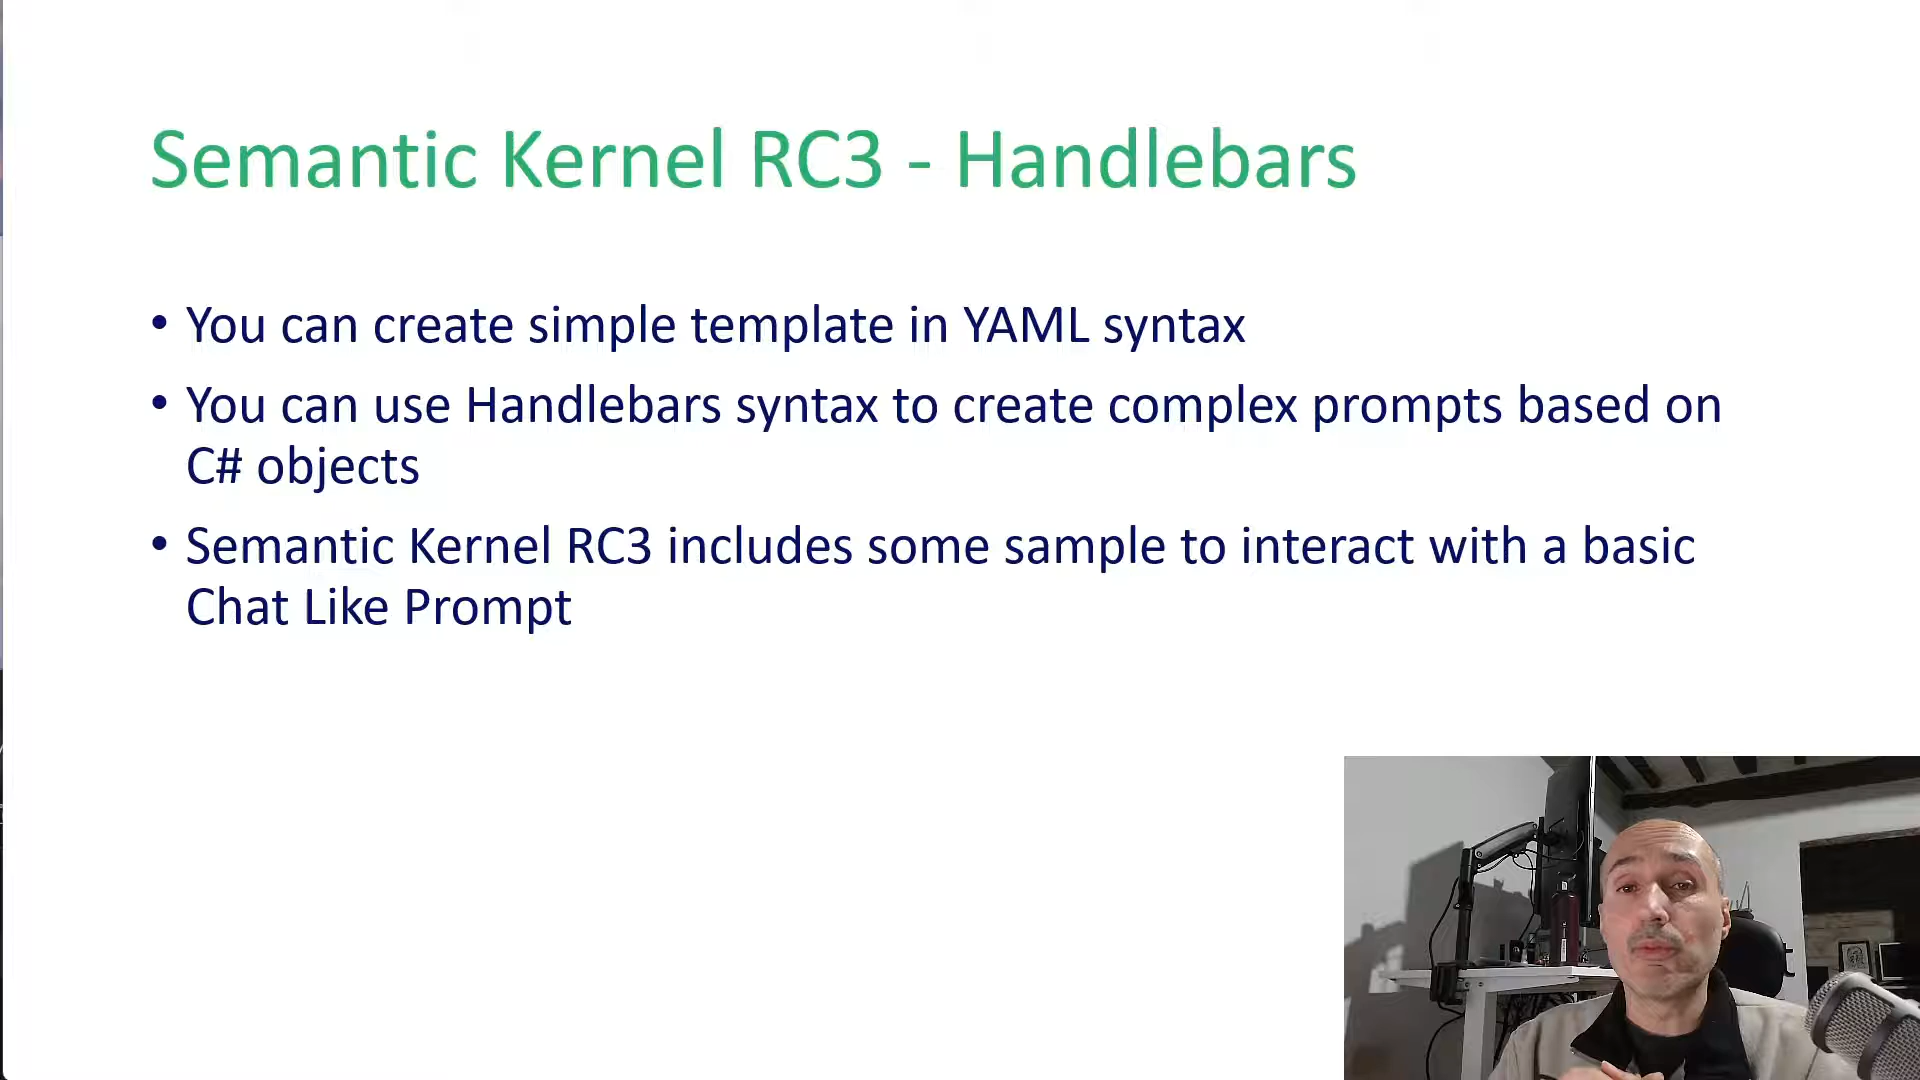 Semantic Kernel RC3 - Handlebars
• You can create simple template in YAML syntax
• You can use Handlebars syntax to create complex prompts based on
C# objects
• Semantic Kernel RC3 includes some sample to interact with a basic
Chat Like Prompt